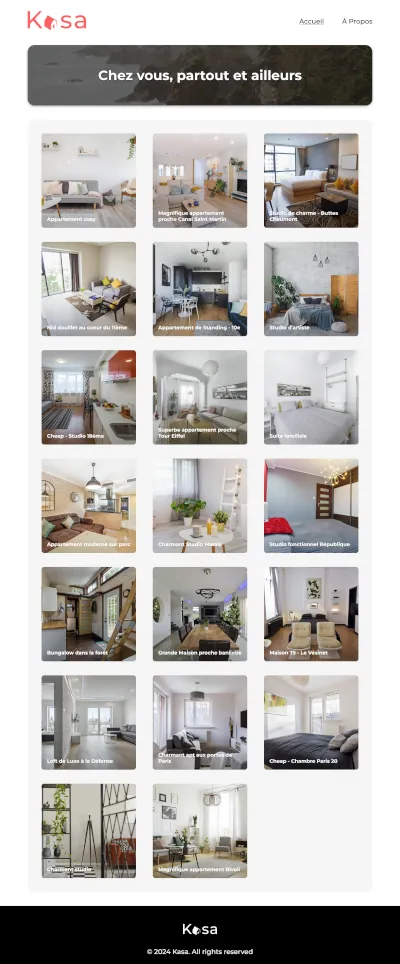 Kasa
Accueil
À Propos
Chez vous, partout et ailleurs
Appartement cosy
Magnifique appartement
proche Canal Saint Martin
Studio de charme - Buttes
Chaumont
Nid douillet au coeur du 11ème
Appartement de Standing - 10e
Studio d'artiste
Cheap - Studio 18ème
Superbe appartement proche
Tour Eiffel
Suite familiale
Appartement moderne sur parc
Charmant Studio Marais
Studio fonctionnel République
Bungalow dans la forêt
Grande Maison proche banlieue
Maison T5 - Le Vésinet
Loft de Luxe à la Défense
Charmant apt aux portes de
Paris
Cheap - Chambre Paris 20
Charmant studio
Magnifique appartement Rivoli
Kasa
© 2024 Kasa. All rights reserved